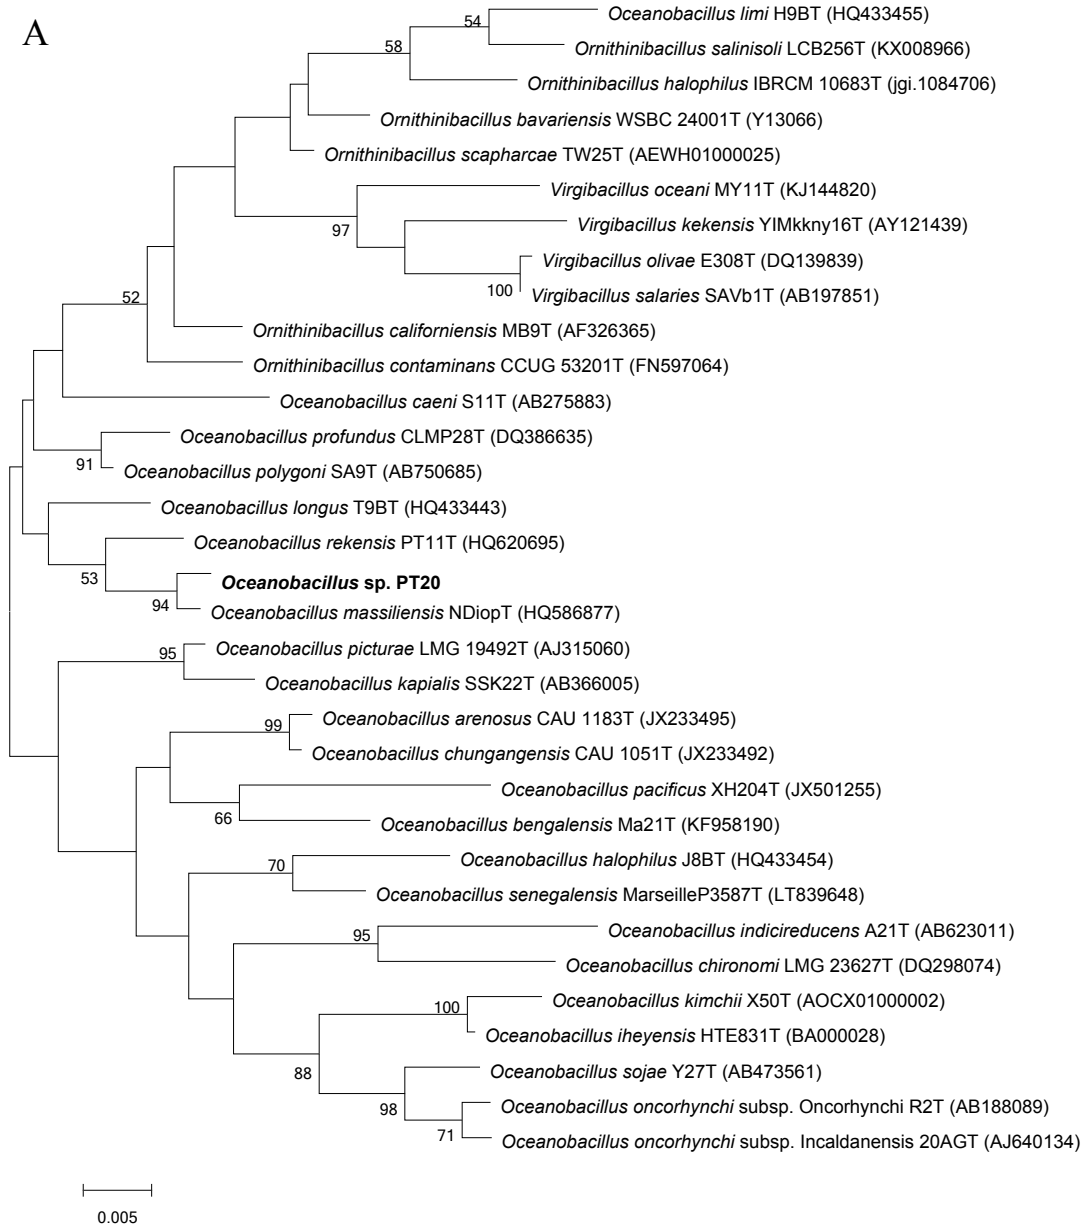 A
54
Oceanobacillus limi H9BT (HQ433455)
58
Ornithinibacillus salinisoli LCB256T (KX008966)
Ornithinibacillus halophilus IBRCM 10683T (jgi.1084706)
Ornithinibacillus bavariensis WSBC 24001T (Y13066)
Ornithinibacillus scapharcae TW25T (AEWH01000025)
Virgibacillus oceani MY11T (KJ144820)
97
Virgibacillus kekensis YIMkkny16T (AY121439)
Virgibacillus olivae E308T (DQ139839)
100
Virgibacillus salaries SAVb1T (AB197851)
52
Ornithinibacillus californiensis MB9T (AF326365)
Ornithinibacillus contaminans CCUG 53201T (FN597064)
Oceanobacillus caeni S11T (AB275883)
Oceanobacillus profundus CLMP28T (DQ386635)
91
Oceanobacillus polygoni SA9T (AB750685)
Oceanobacillus longus T9BT (HQ433443)
Oceanobacillus rekensis PT11T (HQ620695)
53
Oceanobacillus sp. PT20
94
Oceanobacillus massiliensis NDiopT (HQ586877)
95
Oceanobacillus picturae LMG 19492T (AJ315060)
Oceanobacillus kapialis SSK22T (AB366005)
99
Oceanobacillus arenosus CAU 1183T (JX233495)
Oceanobacillus chungangensis CAU 1051T (JX233492)
Oceanobacillus pacificus XH204T (JX501255)
66
Oceanobacillus bengalensis Ma21T (KF958190)
70
Oceanobacillus halophilus J8BT (HQ433454)
Oceanobacillus senegalensis MarseilleP3587T (LT839648)
95
Oceanobacillus indicireducens A21T (AB623011)
Oceanobacillus chironomi LMG 23627T (DQ298074)
100
Oceanobacillus kimchii X50T (AOCX01000002)
Oceanobacillus iheyensis HTE831T (BA000028)
88
Oceanobacillus sojae Y27T (AB473561)
98
Oceanobacillus oncorhynchi subsp. Oncorhynchi R2T (AB188089)
71
Oceanobacillus oncorhynchi subsp. Incaldanensis 20AGT (AJ640134)
0.005